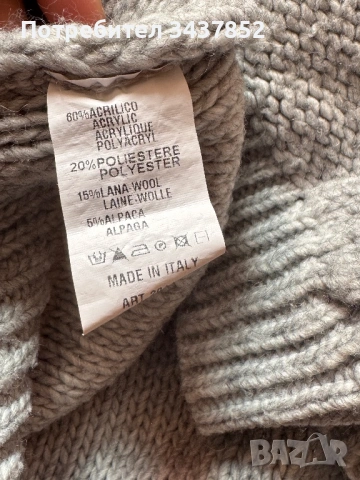 Потребител 3437852
60%ACRILICO
ACRYLIC
ACRYLIQUE
POLYACRYL
20%POLIESTERE
POLYESTER
15%LANA-WOOL
LAINE-WOLLE
5%ALPACA
ALPAGA
MADE IN ITALY
ART.
BAZAR